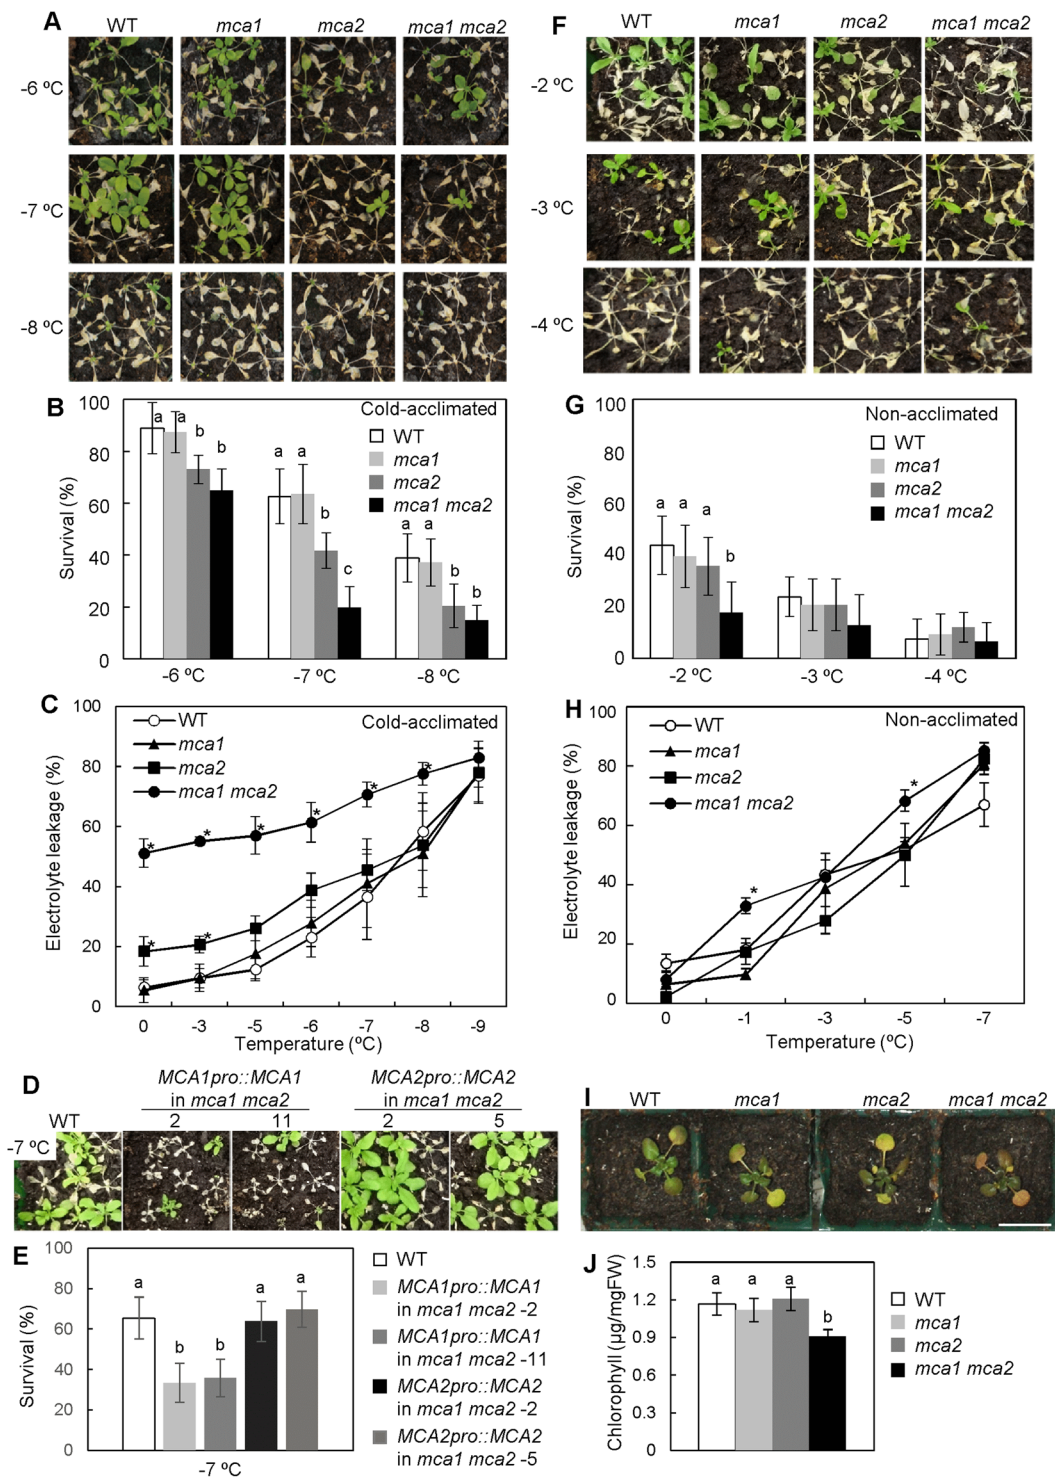 A
WT mca1 mca2 mca1 mca2
-6 ºC
-7 ºC
-8 ºC
B
100
80
60
40
20
0
Survival (%)
Cold-acclimated
WT
mca1
mca2
mca1 mca2
a a b b
a a b c
a a b b
-6 ºC -7 ºC -8 ºC
C
100
80
60
40
20
0
Electrolyte leakage (%)
WT
mca1
mca2
mca1 mca2
Cold-acclimated
* * * * * *
* *
0 -3 -5 -6 -7 -8 -9
Temperature (ºC)
D
MCA1pro::MCA1
in mca1 mca2
MCA2pro::MCA2
in mca1 mca2
WT 2 11 2 5
-7 ºC
E
100
80
60
40
20
0
Survival (%)
a b b a a
-7 ºC
WT
MCA1pro::MCA1
in mca1 mca2 -2
MCA1pro::MCA1
in mca1 mca2 -11
MCA2pro::MCA2
in mca1 mca2 -2
MCA2pro::MCA2
in mca1 mca2 -5
F
WT mca1 mca2 mca1 mca2
-2 ºC
-3 ºC
-4 ºC
G
100
80
60
40
20
0
Survival (%)
Non-acclimated
WT
mca1
mca2
mca1 mca2
a a a b
-2 ºC -3 ºC -4 ºC
H
100
80
60
40
20
0
Electrolyte leakage (%)
WT
mca1
mca2
mca1 mca2
Non-acclimated
* *
0 -1 -3 -5 -7
Temperature (ºC)
I
WT mca1 mca2 mca1 mca2
J
1.5
1.2
0.9
0.6
0.3
0
Chlorophyll (µg/mgFW)
a a a b
WT
mca1
mca2
mca1 mca2